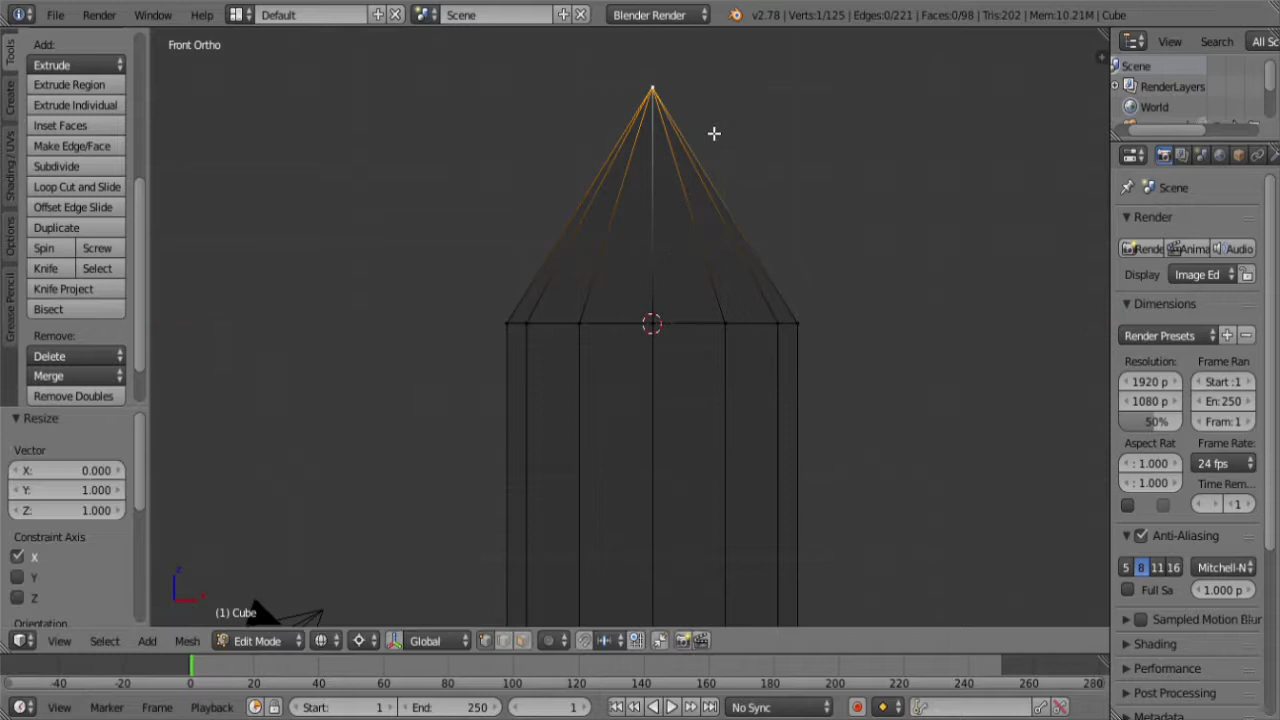 File Render Window Help Default Scene Blender Render v2.78 | Verts:1/125 | Edges:0/221 | Faces:0/98 | Tris:202 | Mem:10.21M | Cube
Tools
Create
Shading / UVs
Options
Grease Pencil
Add:
Extrude
Extrude Region
Extrude Individual
Inset Faces
Make Edge/Face
Subdivide
Loop Cut and Slide
Offset Edge Slide
Duplicate
Spin Screw
Knife Select
Knife Project
Bisect
Remove:
Delete
Merge
Remove Doubles
Resize
Vector
X: 0.000
Y: 1.000
Z: 1.000
Constraint Axis
X
Y
Z
Front Ortho
(1) Cube
View Select Add Mesh Edit Mode Global
-40 -20 0 20 40 60 80 100 120 140 160 180 200 220 240 260 280
View Marker Frame Playback Start: 1 End: 250 1 No Sync
View Search All Sc
Scene
RenderLayers
World
Scene
Render
Rende Anima Audio
Display Image Ed
Dimensions
Render Presets
Resolution: Frame Ran
1920 p Start :1
1080 p En: 250
50% Fram: 1
Aspect Rat Frame Rate:
: 1.000 24 fps
: 1.000 Time Rem...
1
Anti-Aliasing
5 8 11 16 Mitchell-N
Full Sa 1.000 p
Sampled Motion Blur
Shading
Performance
Post Processing